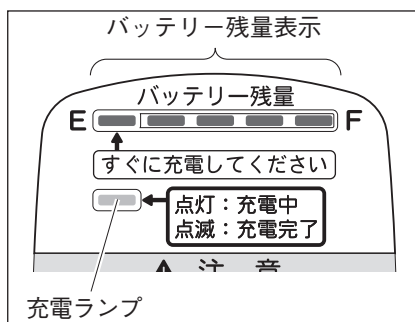 バッテリー残量表示
バッテリー残量
E F
すぐに充電してください
点灯：充電中
点滅：充電完了
注 意
充電ランプ